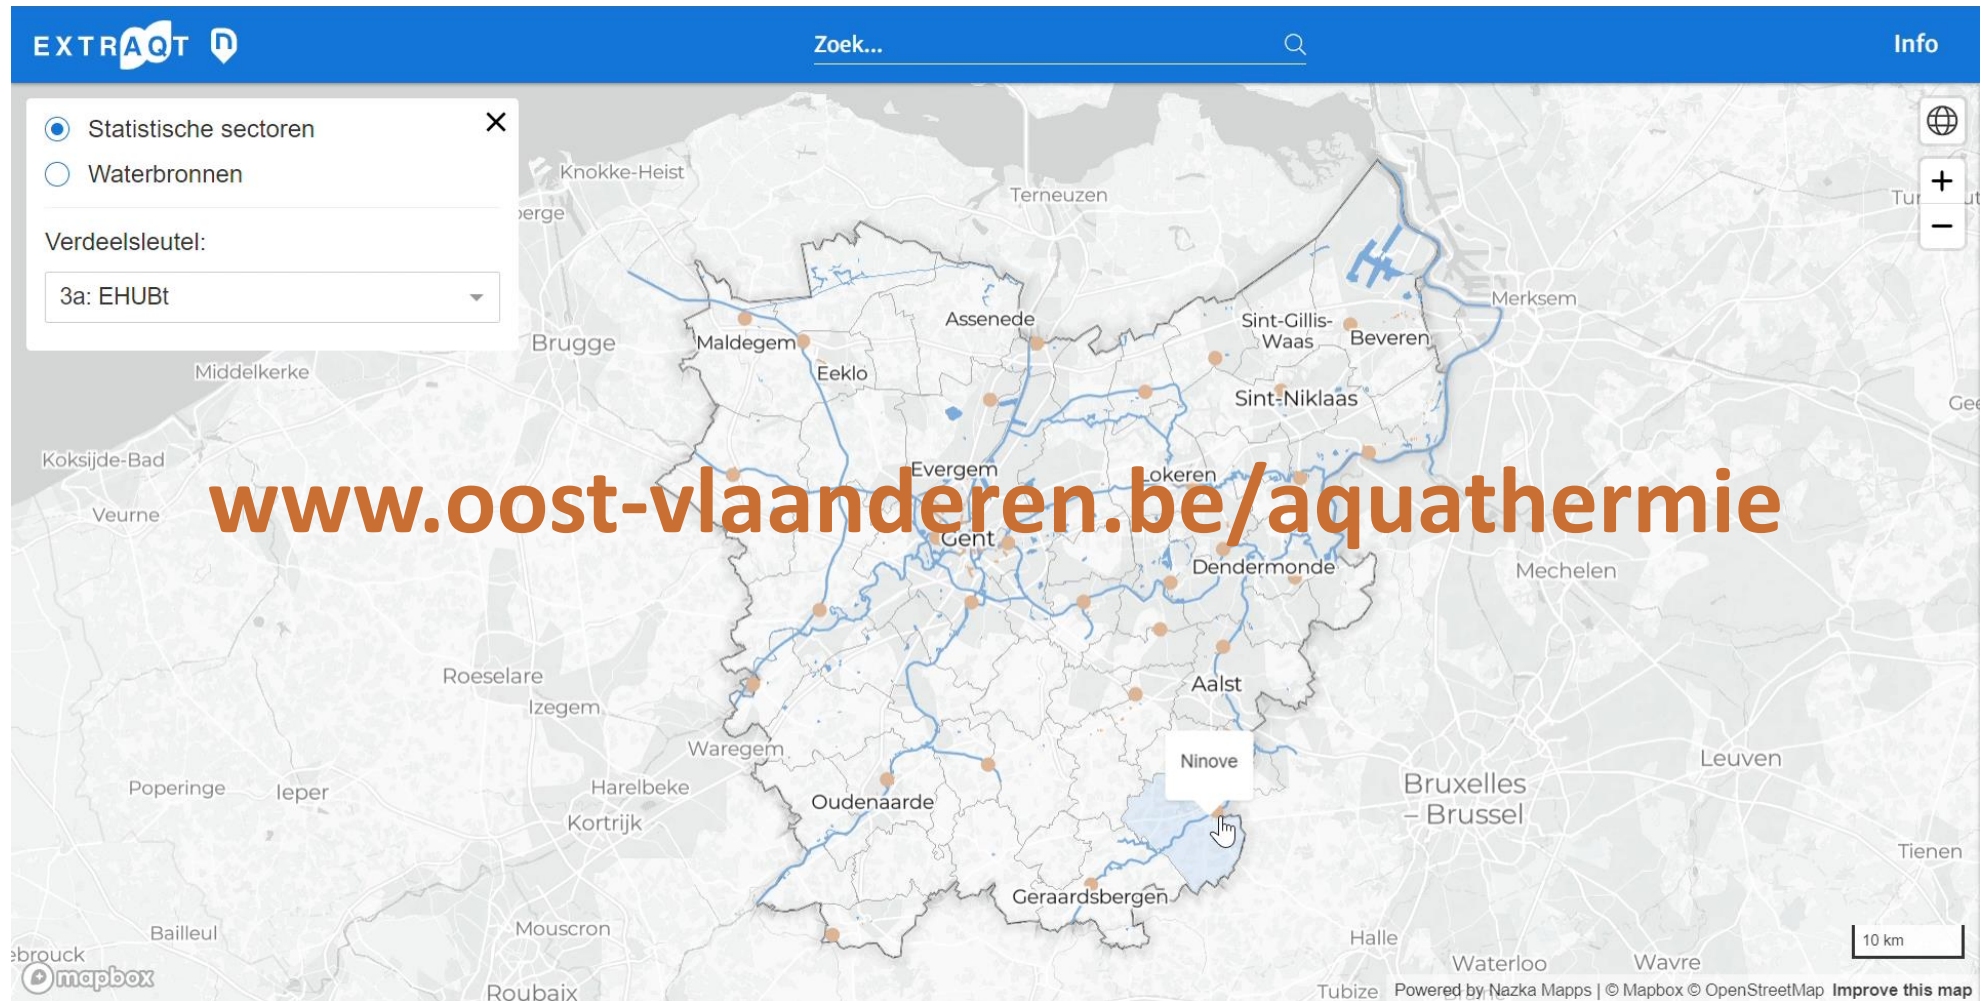 EXTRAQT
Zoek...
Info
Statistische sectoren
Waterbronnen
Verdeelsleutel:
3a: EHUBt
Knokke-Heist
Terneuzen
Merksem
Assenede
Sint-Gillis-
Waas
Beveren
Brugge
Maldegem
Middelkerke
Eeklo
Sint-Niklaas
Koksijde-Bad
Evergem
Lokeren
www.oost-vlaanderen.be/aquathermie
Veurne
Gent
Dendermonde
Mechelen
Roeselare
Aalst
Izegem
Waregem
Ninove
Leuven
Poperinge
Ieper
Harelbeke
Oudenaarde
Bruxelles
– Brussel
Kortrijk
Tienen
Geraardsbergen
Bailleul
Mouscron
Halle
10 km
Waterloo
Wavre
mapbox
Roubaix
Tubize
Powered by Nazka Mapps | © Mapbox © OpenStreetMap Improve this map